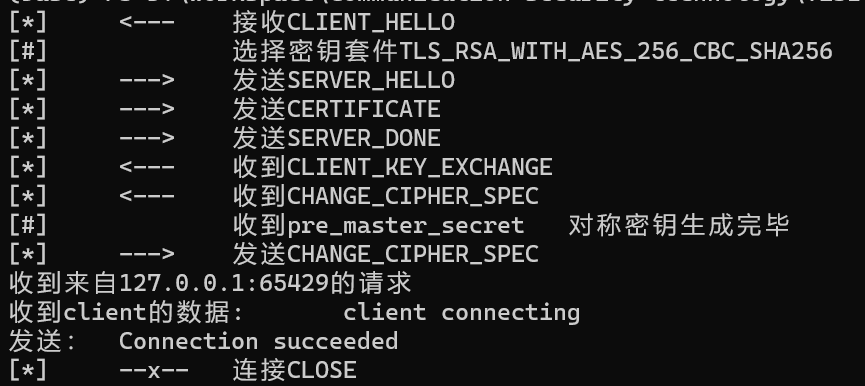 [*]     <---    接收CLIENT_HELLO
[#]             选择密钥套件TLS_RSA_WITH_AES_256_CBC_SHA256
[*]     --->    发送SERVER_HELLO
[*]     --->    发送CERTIFICATE
[*]     --->    发送SERVER_DONE
[*]     <---    收到CLIENT_KEY_EXCHANGE
[*]     <---    收到CHANGE_CIPHER_SPEC
[#]             收到pre_master_secret   对称密钥生成完毕
[*]     --->    发送CHANGE_CIPHER_SPEC
收到来自127.0.0.1:65429的请求
收到client的数据:       client connecting
发送:   Connection succeeded
[*]     --x--   连接CLOSE